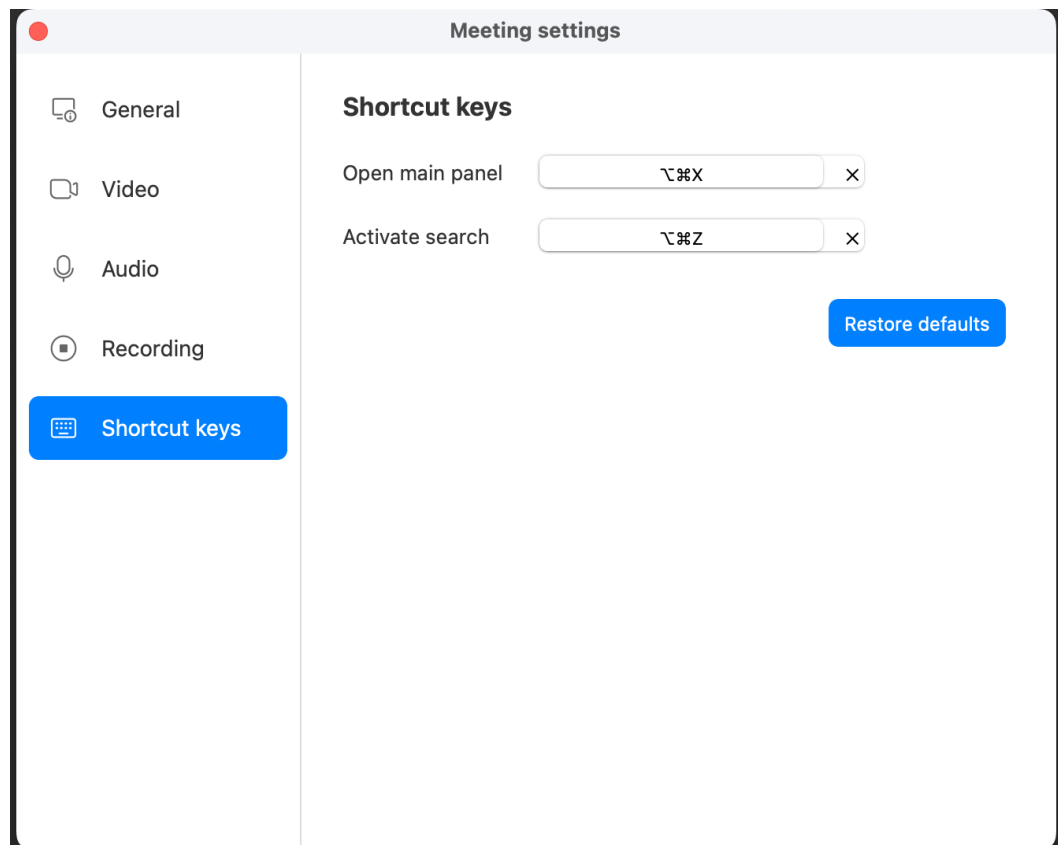 Meeting settings
General
Video
Audio
Recording
Shortcut keys
Shortcut keys
Open main panel ⌥⌘X ×
Activate search ⌥⌘Z ×
Restore defaults